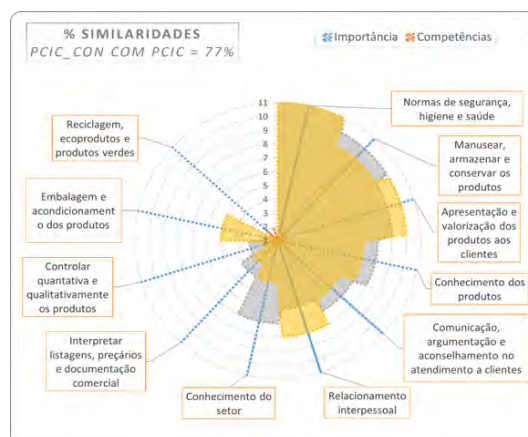 % SIMILARIDADES
PCIC_CON COM PCIC = 77%
Importância
Competências
11
10
9
8
7
6
5
4
3
2
1
Normas de segurança,
higiene e saúde
Manusear,
armazenar e
conservar os
produtos
Apresentação e
valorização dos
produtos aos
clientes
Conhecimento dos
produtos
Comunicação,
argumentação e
aconselhamento no
atendimento a clientes
Relacionamento
interpessoal
Conhecimento do
setor
Interpretar
listagens, preçários
e documentação
comercial
Controlar
quantativa e
qualitativamente
os produtos
Embalagem e
acondicionament
o dos produtos
Reciclagem,
ecoprodutos e
produtos verdes